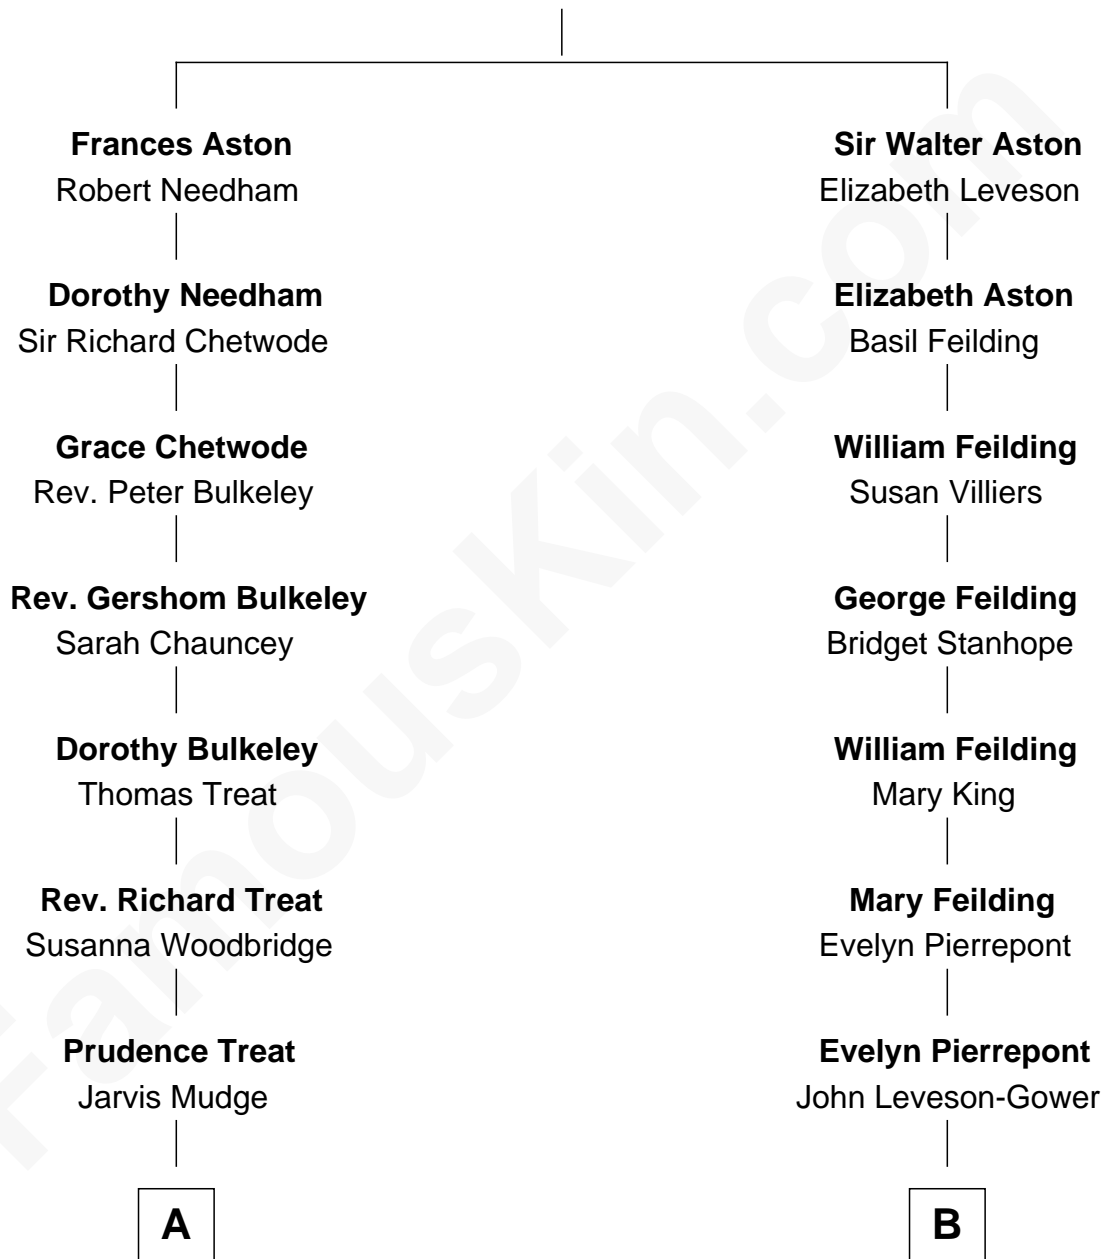 Frances Aston
Robert Needham
Dorothy Needham
Sir Richard Chetwode
Grace Chetwode
Rev. Peter Bulkeley
Rev. Gershom Bulkeley
Sarah Chauncey
Dorothy Bulkeley
Thomas Treat
Rev. Richard Treat
Susanna Woodbridge
Prudence Treat
Jarvis Mudge
A
Sir Walter Aston
Elizabeth Leveson
Elizabeth Aston
Basil Feilding
William Feilding
Susan Villiers
George Feilding
Bridget Stanhope
William Feilding
Mary King
Mary Feilding
Evelyn Pierrepont
Evelyn Pierrepont
John Leveson-Gower
B
FamousKin.com